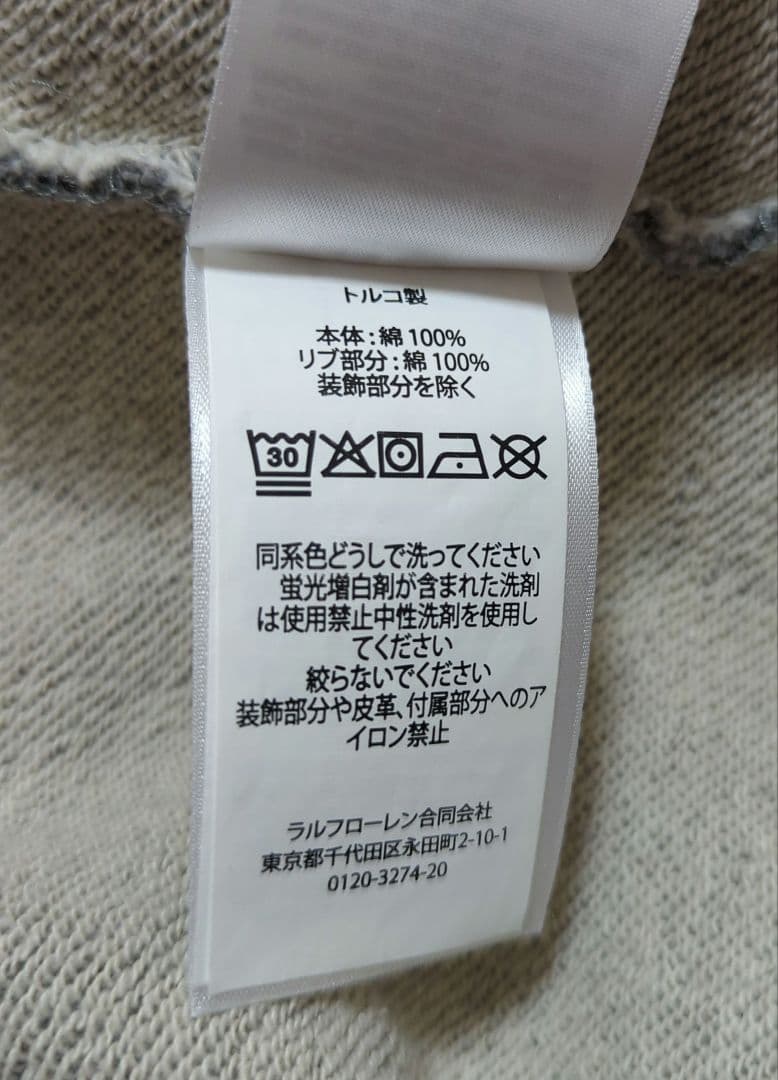 トルコ製
本体:綿100%
リブ部分:綿100%
装飾部分を除く
30
同系色どうしで洗ってください
蛍光増白剤が含まれた洗剤
は使用禁止中性洗剤を使用し
てください
絞らないでください
装飾部分や皮革、付属部分へのア
イロン禁止
ラルフローレン合同会社
東京都千代田区永田町2-10-1
0120-3274-20